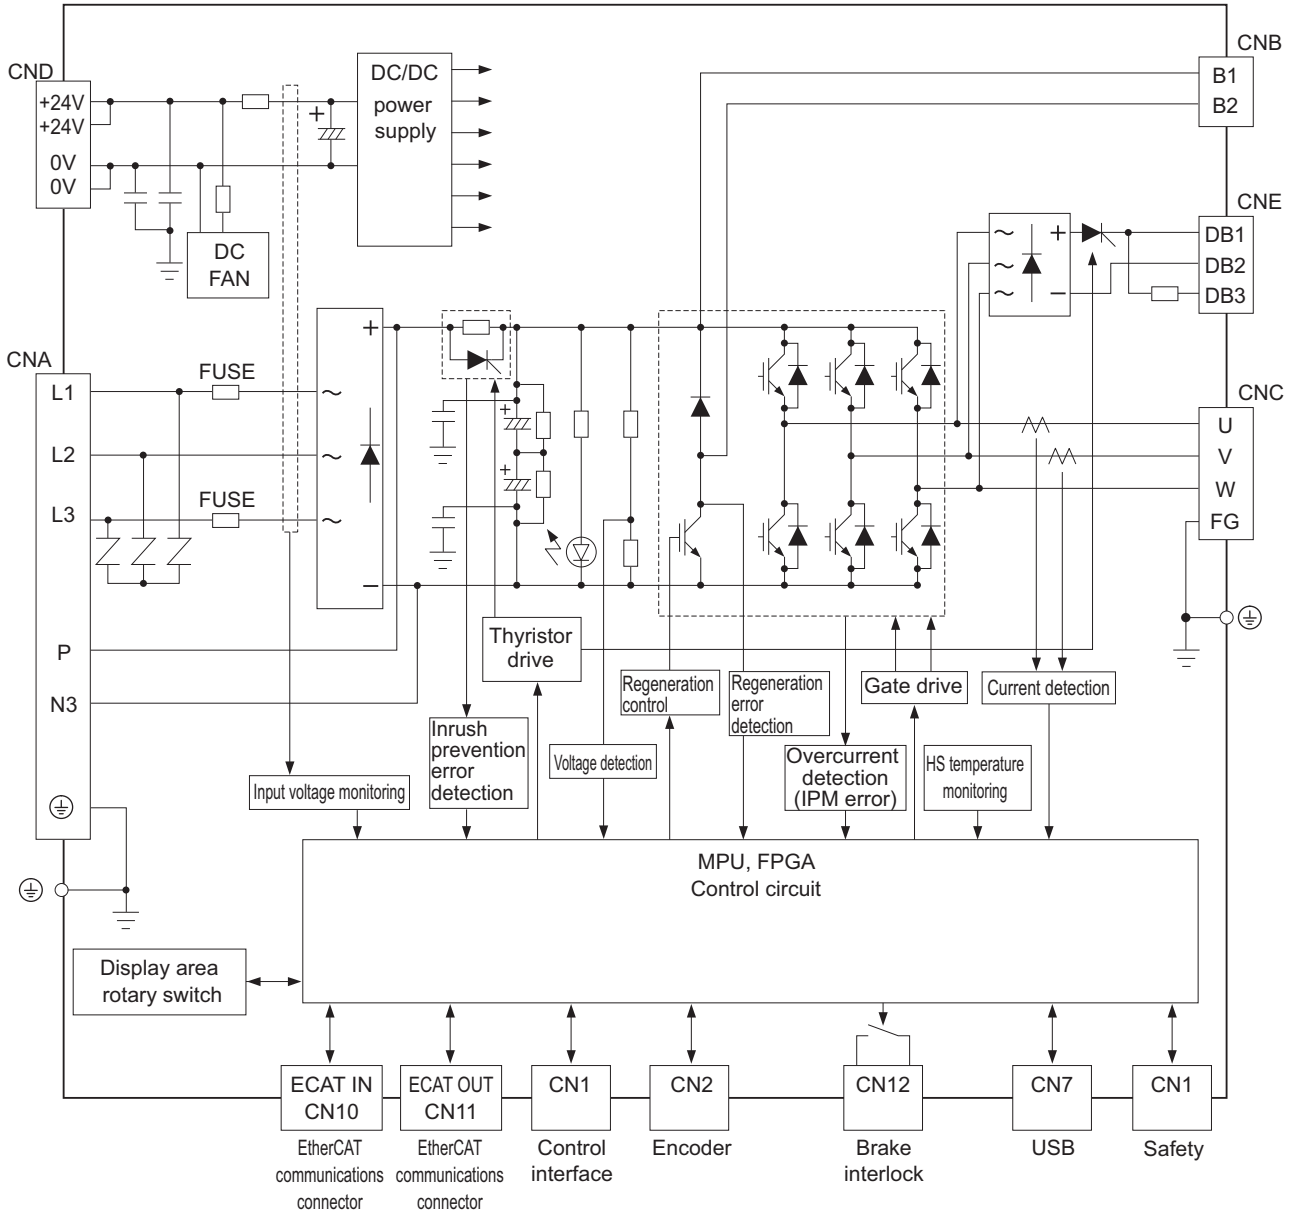 CND
+24V
+24V
0V
0V
DC/DC
power
supply
+
DC
FAN
CNB
B1
B2
CNE
DB1
DB2
DB3
+
−
~
~
~
CNA
L1
L2
L3
P
N3
FUSE
FUSE
+
~
~
~
−
+
+
CNC
U
V
W
FG
Thyristor
drive
Regeneration
control
Regeneration
error
detection
Gate drive
Current detection
Inrush
prevention
error
detection
Voltage detection
Overcurrent
detection
(IPM error)
HS temperature
monitoring
Input voltage monitoring
MPU, FPGA
Control circuit
Display area
rotary switch
ECAT IN
CN10
ECAT OUT
CN11
CN1
CN2
CN12
CN7
CN1
EtherCAT
communications
connector
EtherCAT
communications
connector
Control
interface
Encoder
Brake
interlock
USB
Safety